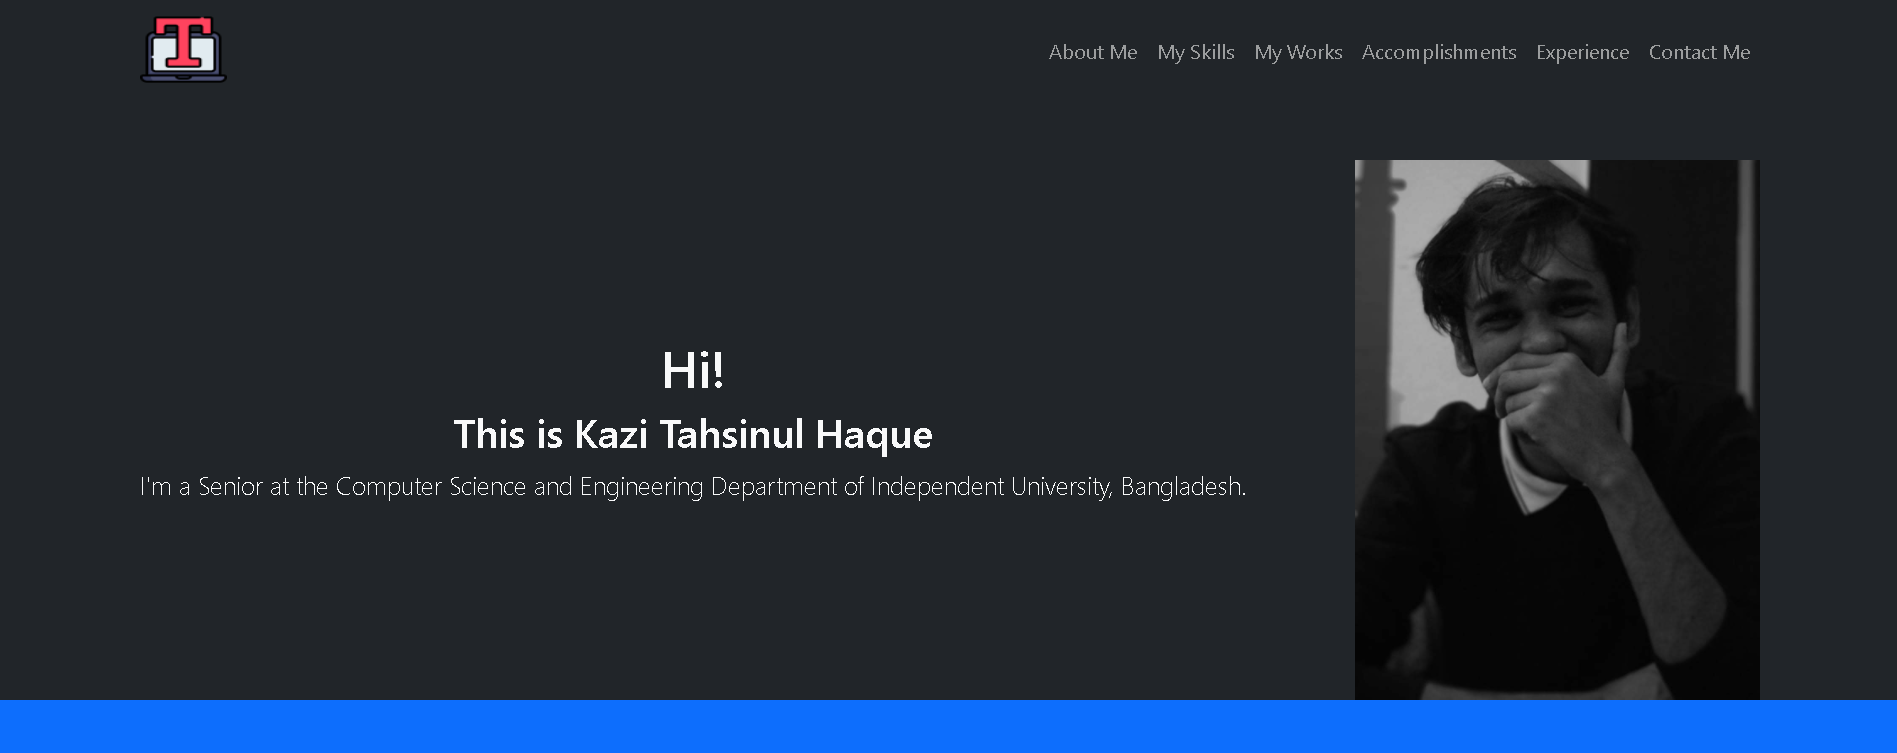 T
About Me My Skills My Works Accomplishments Experience Contact Me
Hi!
This is Kazi Tahsinul Haque
I'm a Senior at the Computer Science and Engineering Department of Independent University, Bangladesh.